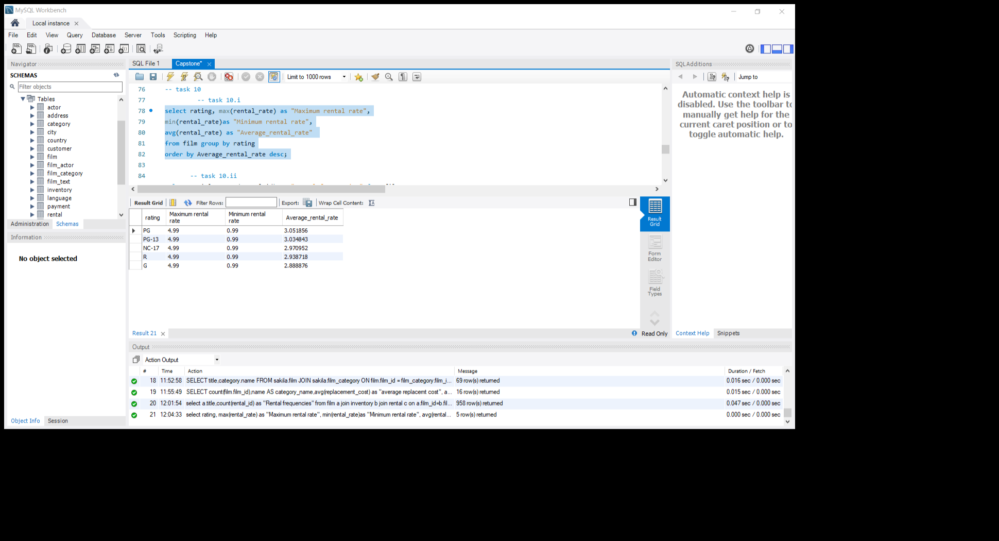 MySQL Workbench
Local instance
File Edit View Query Database Server Tools Scripting Help
Navigator
SCHEMAS
Filter objects
Tables
actor
address
category
city
country
customer
film
film_actor
film_category
film_text
inventory
language
payment
rental
Administration Schemas
Information
No object selected
Object Info Session
SQL File 1 Capstone*
Limit to 1000 rows
76 -- task 10
77 -- task 10.i
78 select rating, max(rental_rate) as "Maximum rental rate",
79 min(rental_rate)as "Minimum rental rate",
80 avg(rental_rate) as "Average_rental_rate"
81 from film group by rating
82 order by Average_rental_rate desc;
83
84 -- task 10.ii
Result Grid Filter Rows: Export: Wrap Cell Content:
rating Maximum rental rate Minimum rental rate Average_rental_rate
PG 4.99 0.99 3.051856
PG-13 4.99 0.99 3.034843
NC-17 4.99 0.99 2.970952
R 4.99 0.99 2.938718
G 4.99 0.99 2.888876
Result Grid
Form Editor
Field Types
Result 21 Read Only
SQLAdditions
Jump to
Automatic context help is
disabled. Use the toolbar to
manually get help for the
current caret position or to
toggle automatic help.
Context Help Snippets
Output
Action Output
# Time Action Message Duration / Fetch
18 11:52:58 SELECT title,category.name FROM sakila.film JOIN sakila.film_category ON film.film_id = film_category.film_i... 69 row(s) returned 0.016 sec / 0.000 sec
19 11:55:49 SELECT count(film.film_id),name AS category_name,avg(replacement_cost) as "average replacemt cost", a... 16 row(s) returned 0.015 sec / 0.000 sec
20 12:01:54 select a.title,count(rental_id) as "Rental frequencies" from film a join inventory b join rental c on a.film_id=b.fil... 958 row(s) returned 0.047 sec / 0.000 sec
21 12:04:33 select rating, max(rental_rate) as "Maximum rental rate", min(rental_rate)as "Minimum rental rate", avg(rental... 5 row(s) returned 0.000 sec / 0.000 sec